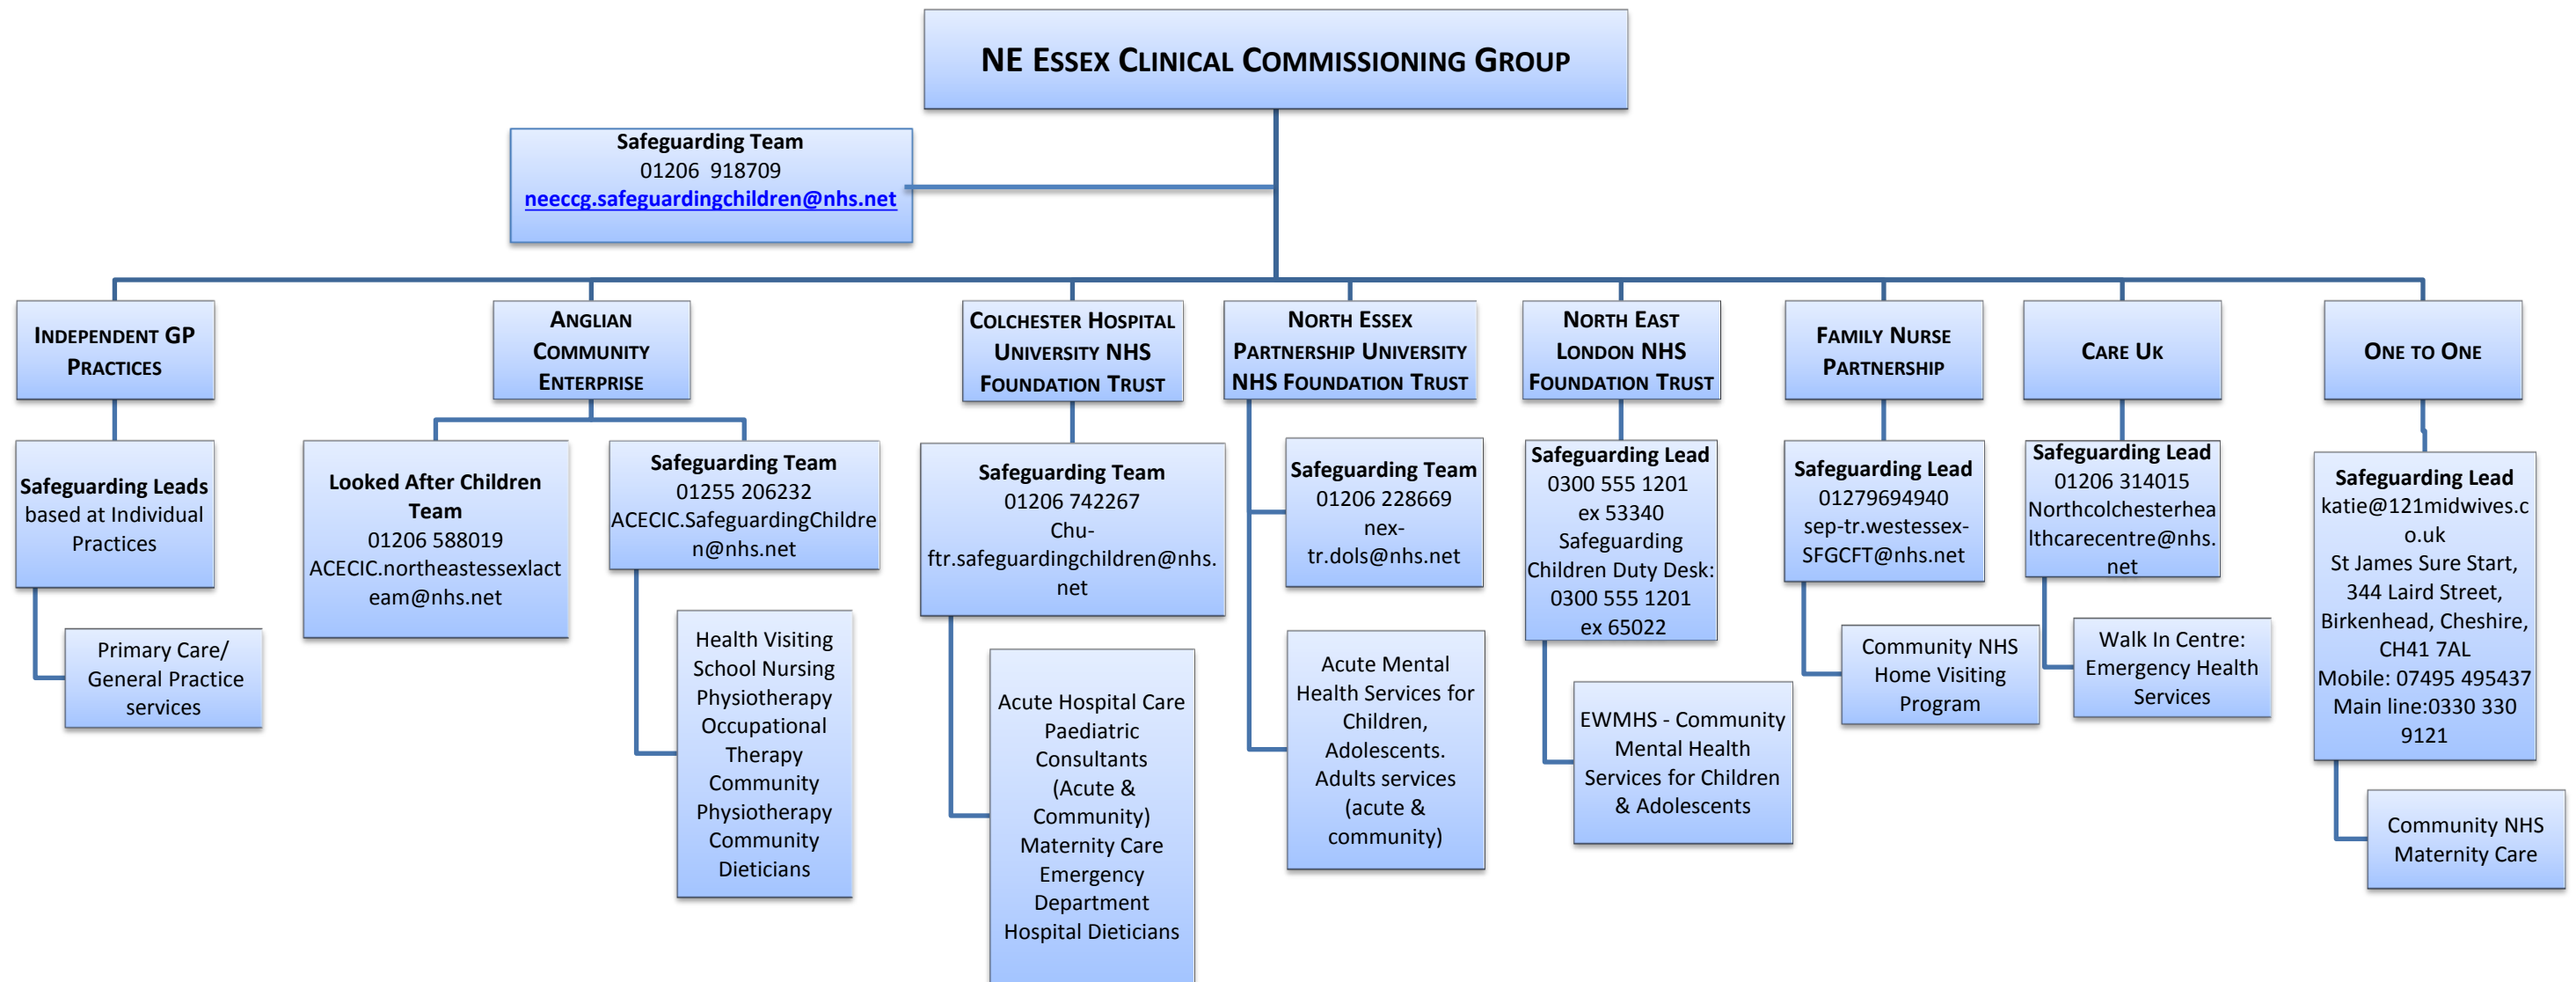 NE ESSEX CLINICAL COMMISSIONING GROUP
Safeguarding Team
01206  918709
neeccg.safeguardingchildren@nhs.net
INDEPENDENT GP
PRACTICES
Safeguarding Leads
based at Individual
Practices
Primary Care/
General Practice
services
ANGLIAN
COMMUNITY
ENTERPRISE
Looked After Children
Team
01206 588019
ACECIC.northeastessexlact
eam@nhs.net
Safeguarding Team
01255 206232
ACECIC.SafeguardingChildre
n@nhs.net
Health Visiting
School Nursing
Physiotherapy
Occupational
Therapy
Community
Physiotherapy
Community
Dieticians
COLCHESTER HOSPITAL
UNIVERSITY NHS
FOUNDATION TRUST
Safeguarding Team
01206 742267
Chu-
ftr.safeguardingchildren@nhs.
net
Acute Hospital Care
Paediatric
Consultants
(Acute &
Community)
Maternity Care
Emergency
Department
Hospital Dieticians
NORTH ESSEX
PARTNERSHIP UNIVERSITY
NHS FOUNDATION TRUST
Safeguarding Team
01206 228669
nex-
tr.dols@nhs.net
Acute Mental
Health Services for
Children,
Adolescents.
Adults services
(acute &
community)
NORTH EAST
LONDON NHS
FOUNDATION TRUST
Safeguarding Lead
0300 555 1201
ex 53340
Safeguarding
Children Duty Desk:
0300 555 1201
ex 65022
EWMHS - Community
Mental Health
Services for Children
& Adolescents
FAMILY NURSE
PARTNERSHIP
Safeguarding Lead
01279694940
sep-tr.westessex-
SFGCFT@nhs.net
Community NHS
Home Visiting
Program
CARE UK
Safeguarding Lead
01206 314015
Northcolchesterhea
lthcarecentre@nhs.
net
Walk In Centre:
Emergency Health
Services
ONE TO ONE
Safeguarding Lead
katie@121midwives.c
o.uk
St James Sure Start,
344 Laird Street,
Birkenhead, Cheshire,
CH41 7AL
Mobile: 07495 495437
Main line:0330 330
9121
Community NHS
Maternity Care